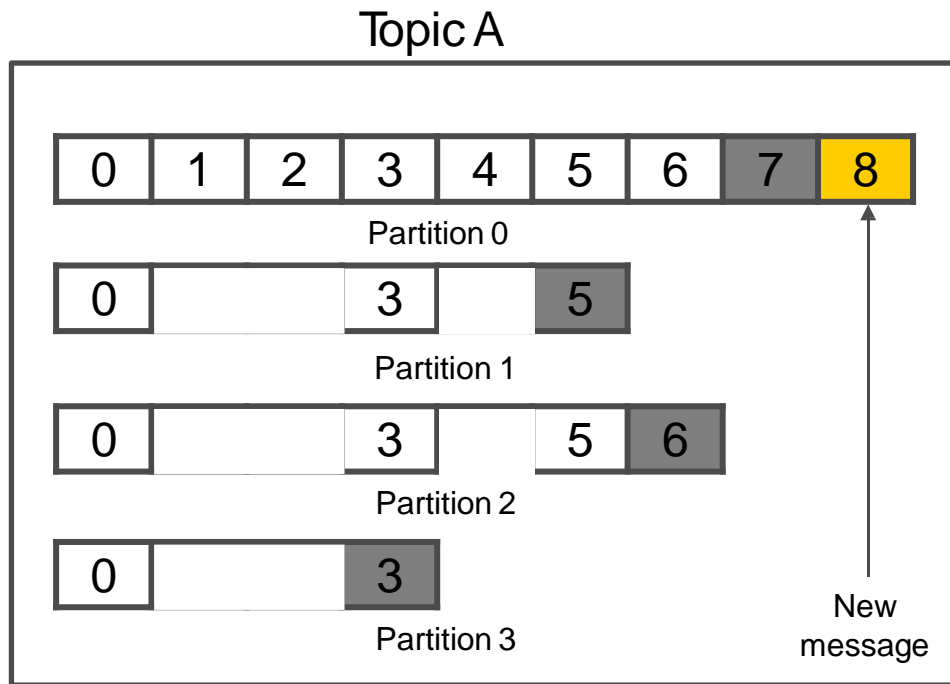 Topic A
0 1 2 3 4 5 6 7 8
Partition 0
0 3 5
Partition 1
0 3 5 6
Partition 2
0 3
Partition 3
New
message